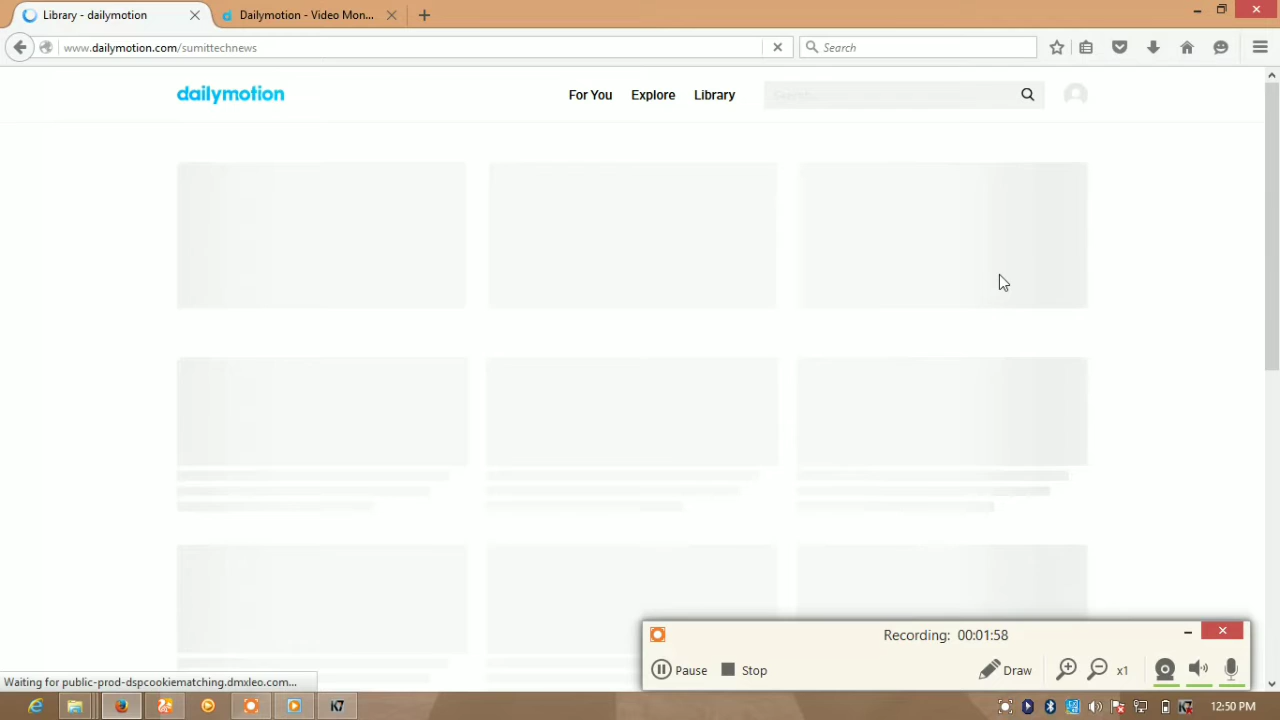 Library - dailymotion
Dailymotion - Video Mon...
www.dailymotion.com/sumittechnews
Search
dailymotion
For You Explore Library
Search
Recording: 00:01:58
Pause Stop Draw x1
Waiting for public-prod-dspcookiematching.dmxleo.com...
K7
12:50 PM